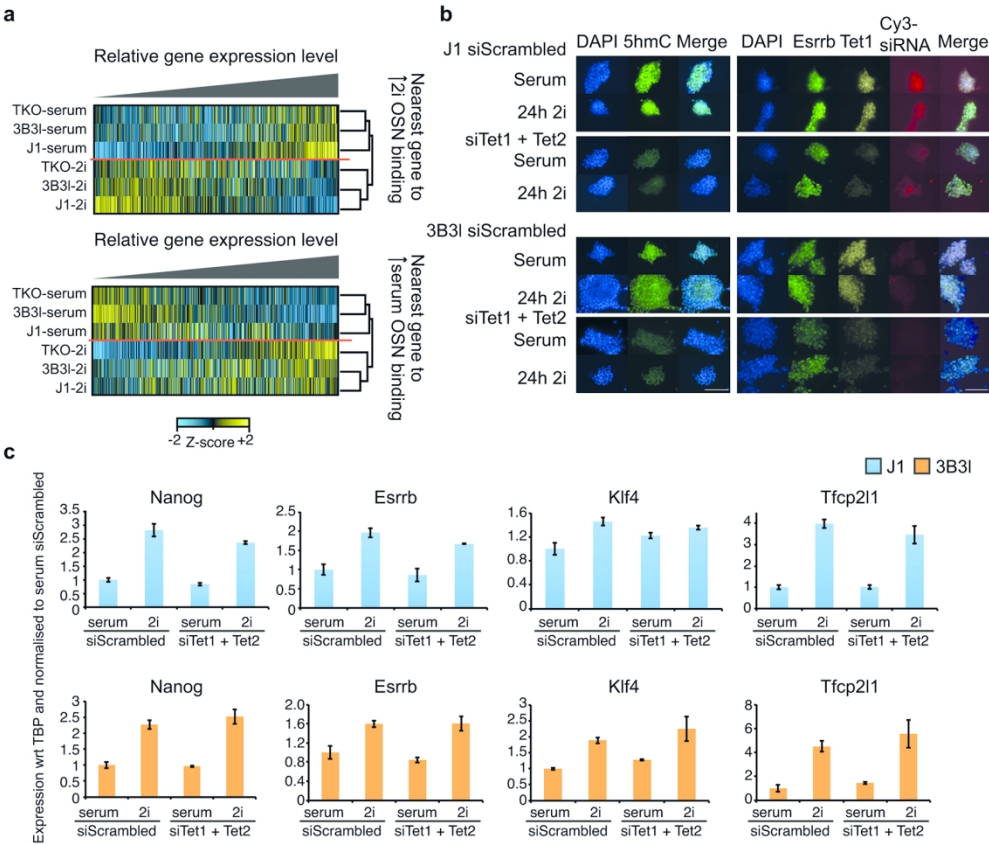 a
Relative gene expression level
TKO-serum
3B3l-serum
J1-serum
TKO-2i
3B3l-2i
J1-2i
Nearest gene to
↑2i OSN binding
Relative gene expression level
TKO-serum
3B3l-serum
J1-serum
TKO-2i
3B3l-2i
J1-2i
Nearest gene to
↑serum OSN binding
-2 Z-score +2
b
J1 siScrambled
DAPI 5hmC Merge
DAPI Esrrb Tet1 Cy3-siRNA Merge
Serum
24h 2i
siTet1 + Tet2
Serum
24h 2i
3B3l siScrambled
Serum
24h 2i
siTet1 + Tet2
Serum
24h 2i
c
J1 3B3l
Expression wrt TBP and normalised to serum siScrambled
Nanog
3.5
3
2.5
2
1.5
1
0.5
0
serum 2i serum 2i
siScrambled siTet1 + Tet2
Esrrb
2.5
2
1.5
1
0.5
0
serum 2i serum 2i
siScrambled siTet1 + Tet2
Klf4
1.6
1.2
0.8
0.4
0
serum 2i serum 2i
siScrambled siTet1 + Tet2
Tfcp2l1
4
2
0
serum 2i serum 2i
siScrambled siTet1 + Tet2
Nanog
3
2.5
2
1.5
1
0.5
0
serum 2i serum 2i
siScrambled siTet1 + Tet2
Esrrb
2.0
1.6
1.2
0.8
0.4
0
serum 2i serum 2i
siScrambled siTet1 + Tet2
Klf4
3
2.5
2
1.5
1
0.5
0
serum 2i serum 2i
siScrambled siTet1 + Tet2
Tfcp2l1
8
6
4
2
0
serum 2i serum 2i
siScrambled siTet1 + Tet2